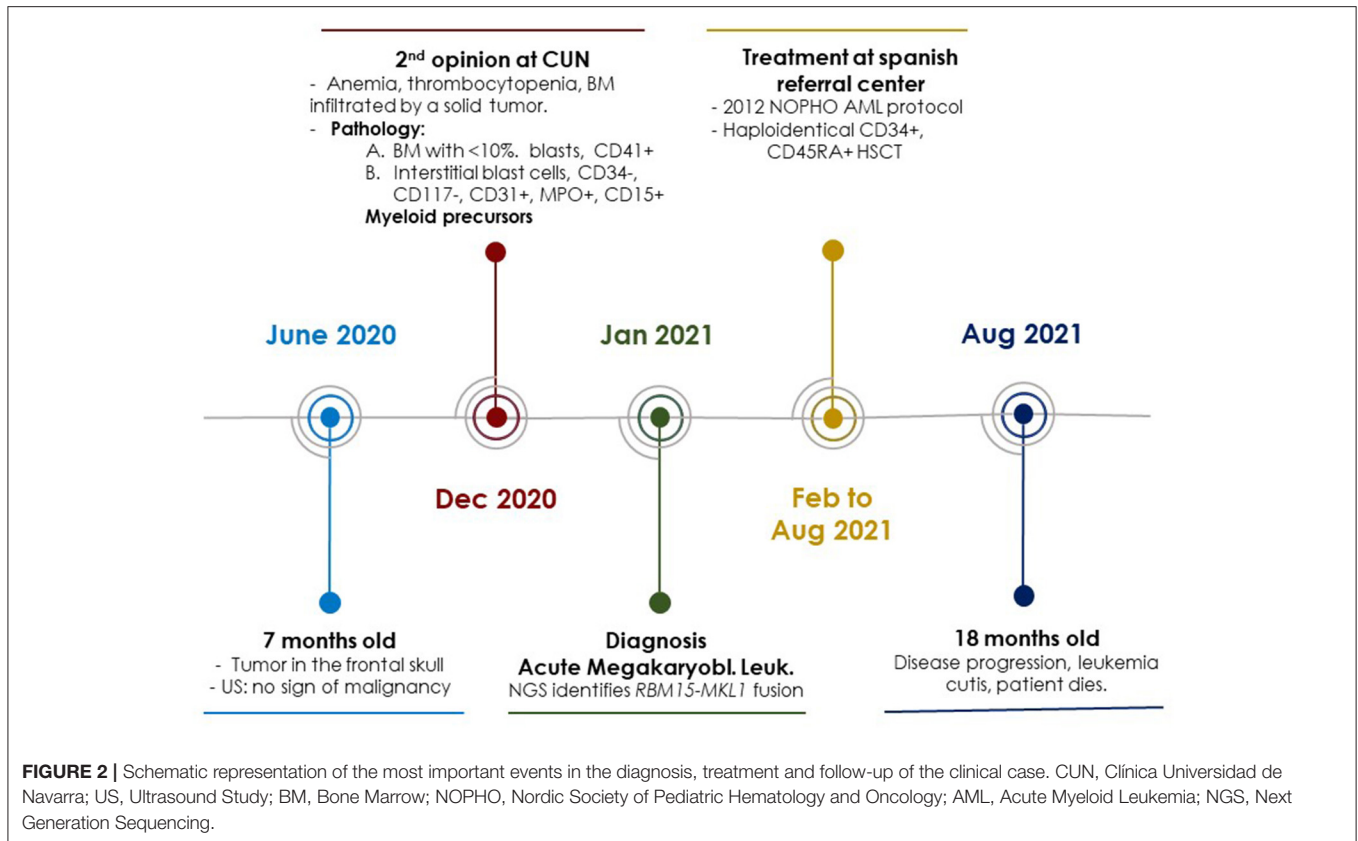 2nd opinion at CUN
- Anemia, thrombocytopenia, BM
infiltrated by a solid tumor.
- Pathology:
A. BM with <10%. blasts, CD41+
B. Interstitial blast cells, CD34-,
CD117-, CD31+, MPO+, CD15+
Myeloid precursors
Treatment at spanish
referral center
- 2012 NOPHO AML protocol
- Haploidentical CD34+,
CD45RA+ HSCT
June 2020
Jan 2021
Aug 2021
Dec 2020
Feb to
Aug 2021
7 months old
- Tumor in the frontal skull
- US: no sign of malignancy
Diagnosis
Acute Megakaryobl. Leuk.
NGS identifies RBM15-MKL1 fusion
18 months old
Disease progression, leukemia
cutis, patient dies.
FIGURE 2 | Schematic representation of the most important events in the diagnosis, treatment and follow-up of the clinical case. CUN, Clínica Universidad de
Navarra; US, Ultrasound Study; BM, Bone Marrow; NOPHO, Nordic Society of Pediatric Hematology and Oncology; AML, Acute Myeloid Leukemia; NGS, Next
Generation Sequencing.